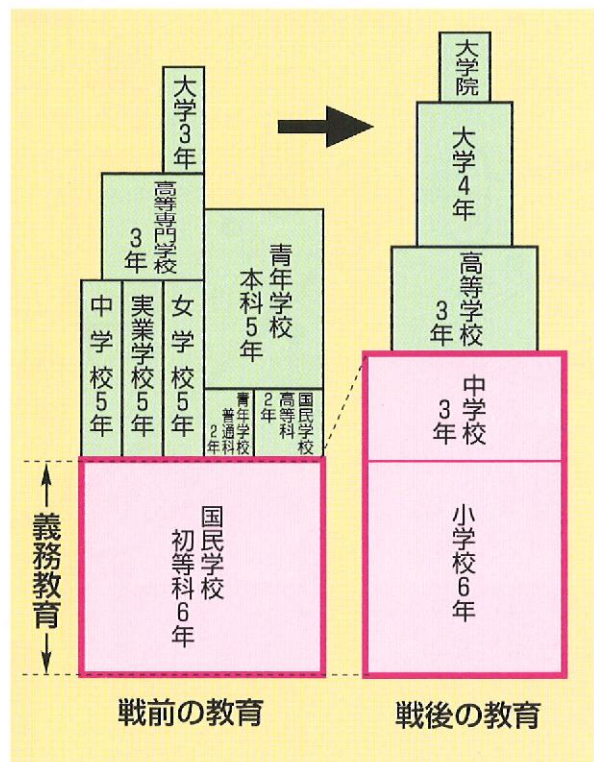 大学3年
高等専門学校
3年
中学校5年
実業学校5年
女学校5年
青年学校
本科5年
青年学校
普通科
2年
国民学校
高等科
2年
国民学校
初等科6年
義務教育
戦前の教育
大学院
大学4年
高等学校
3年
中学校
3年
小学校6年
戦後の教育